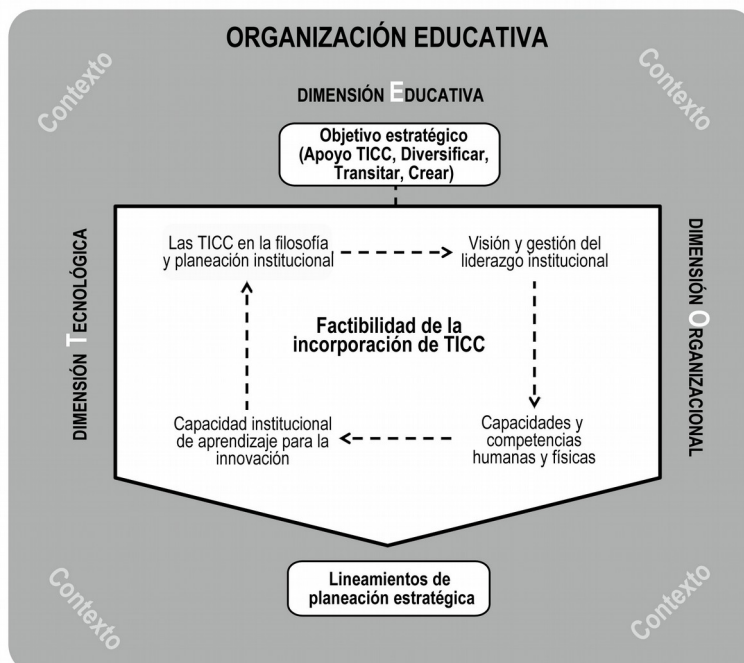 ORGANIZACIÓN EDUCATIVA
Contexto
Contexto
DIMENSIÓN EDUCATIVA
Objetivo estratégico
(Apoyo TICC, Diversificar,
Transitar, Crear)
DIMENSIÓN TECNOLÓGICA
DIMENSIÓN ORGANIZACIONAL
Las TICC en la filosofía
y planeación institucional
Visión y gestión del
liderazgo institucional
Factibilidad de la
incorporación de TICC
Capacidad institucional
de aprendizaje para la
innovación
Capacidades y
competencias
humanas y físicas
Lineamientos de
planeación estratégica
Contexto
Contexto